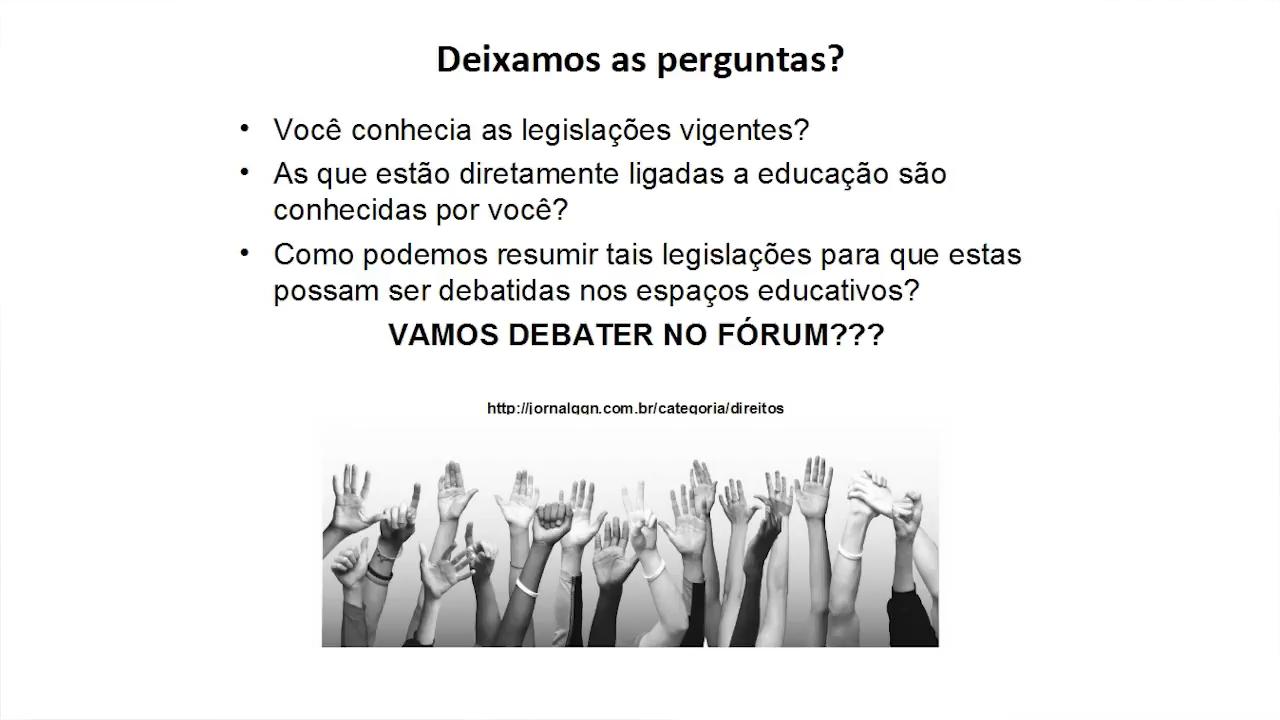 Deixamos as perguntas?
• Você conhecia as legislações vigentes?
• As que estão diretamente ligadas a educação são
conhecidas por você?
• Como podemos resumir tais legislações para que estas
possam ser debatidas nos espaços educativos?
VAMOS DEBATER NO FÓRUM???
http://jornalggn.com.br/categoria/direitos